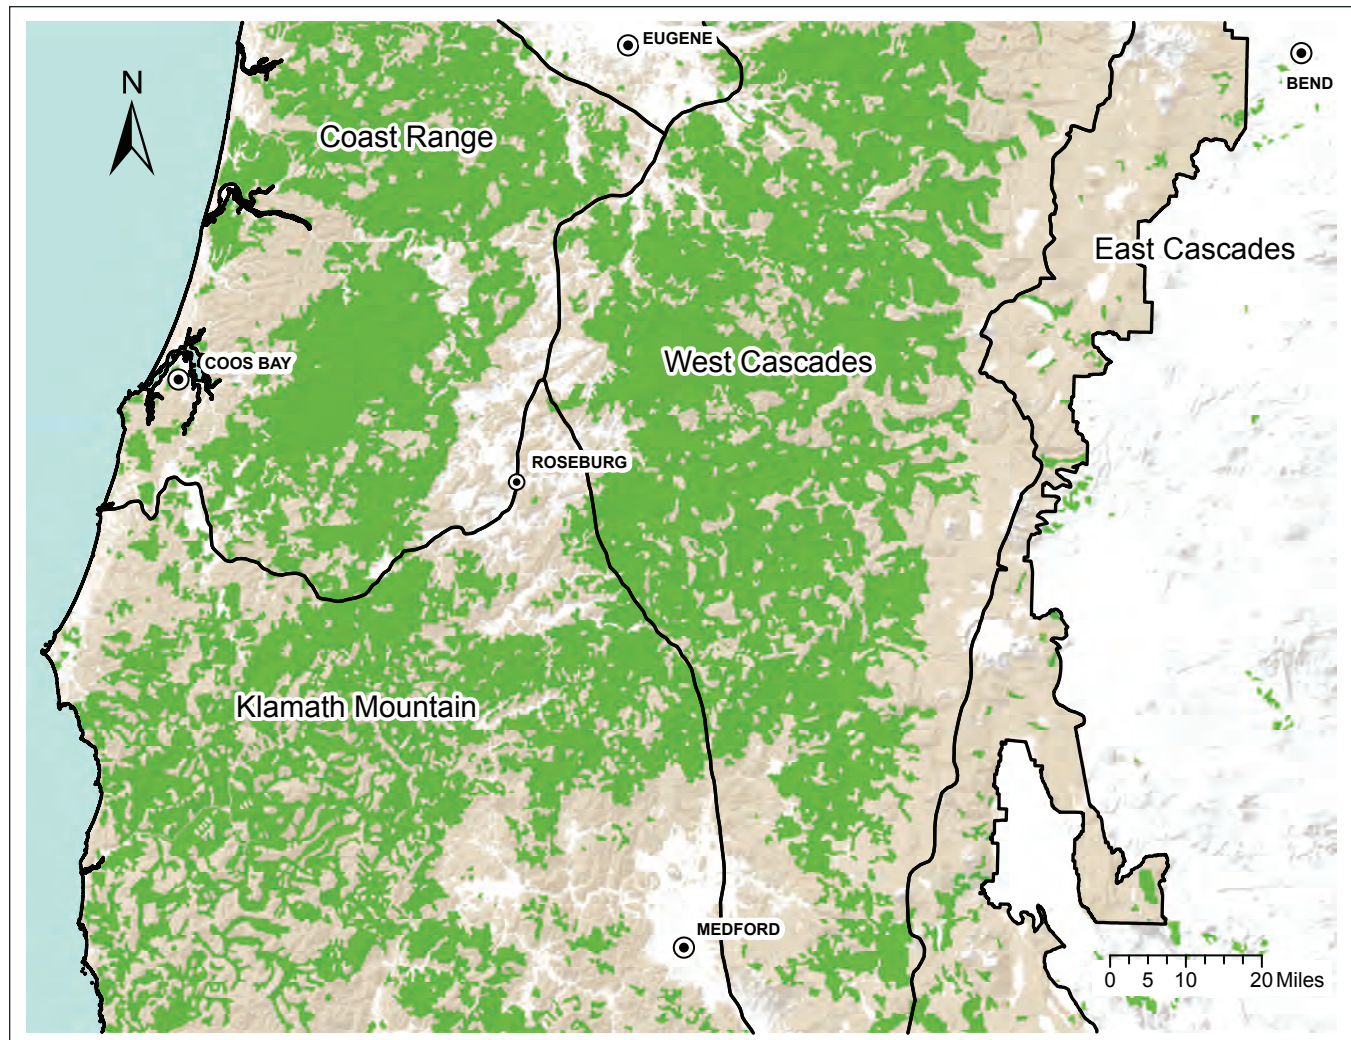 EUGENE
BEND
N
Coast Range
East Cascades
COOS BAY
West Cascades
ROSEBURG
Klamath Mountain
MEDFORD
0 5 10 20 Miles